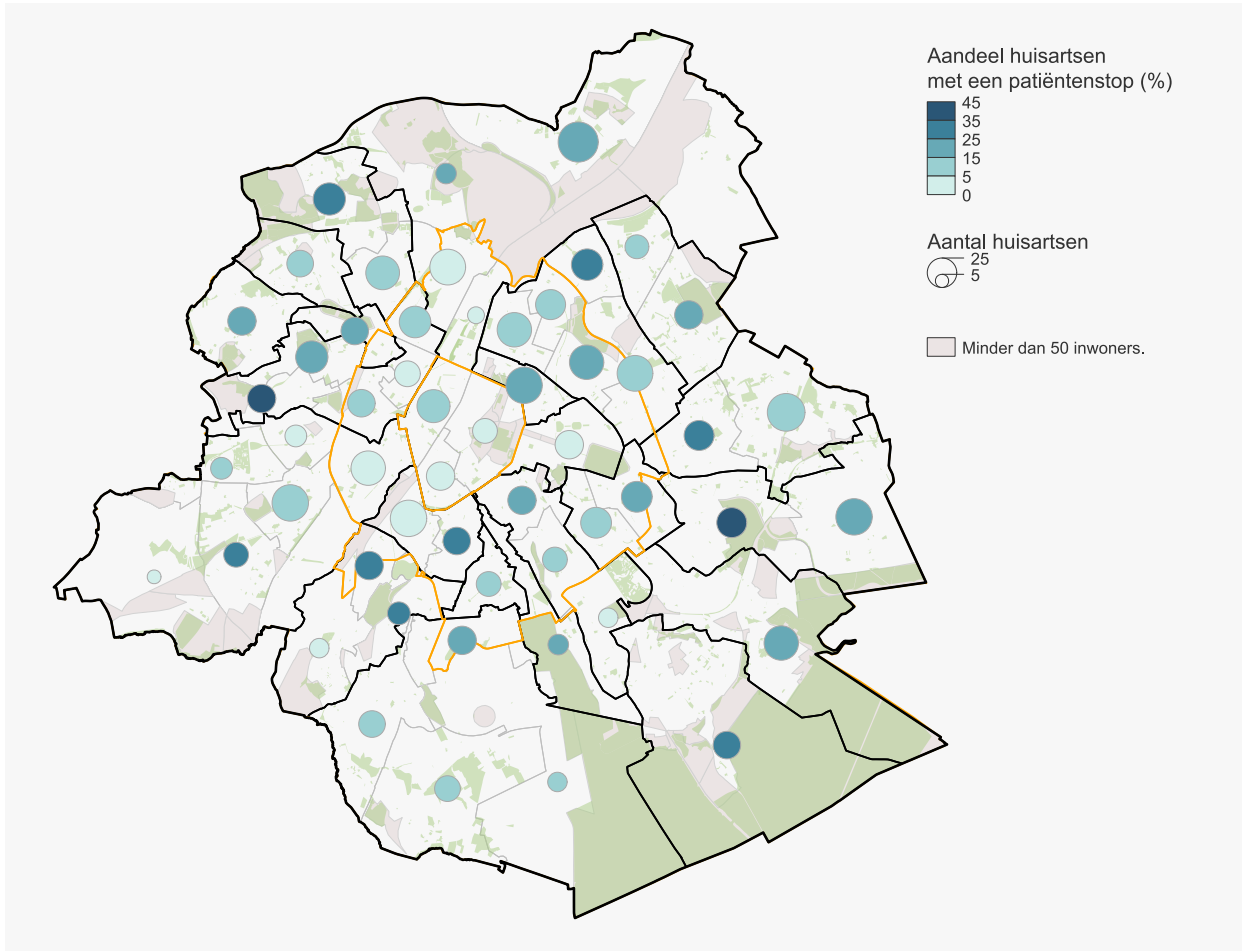 Aandeel huisartsen
met een patiëntenstop (%)
45
35
25
15
5
0
Aantal huisartsen
25
5
Minder dan 50 inwoners.